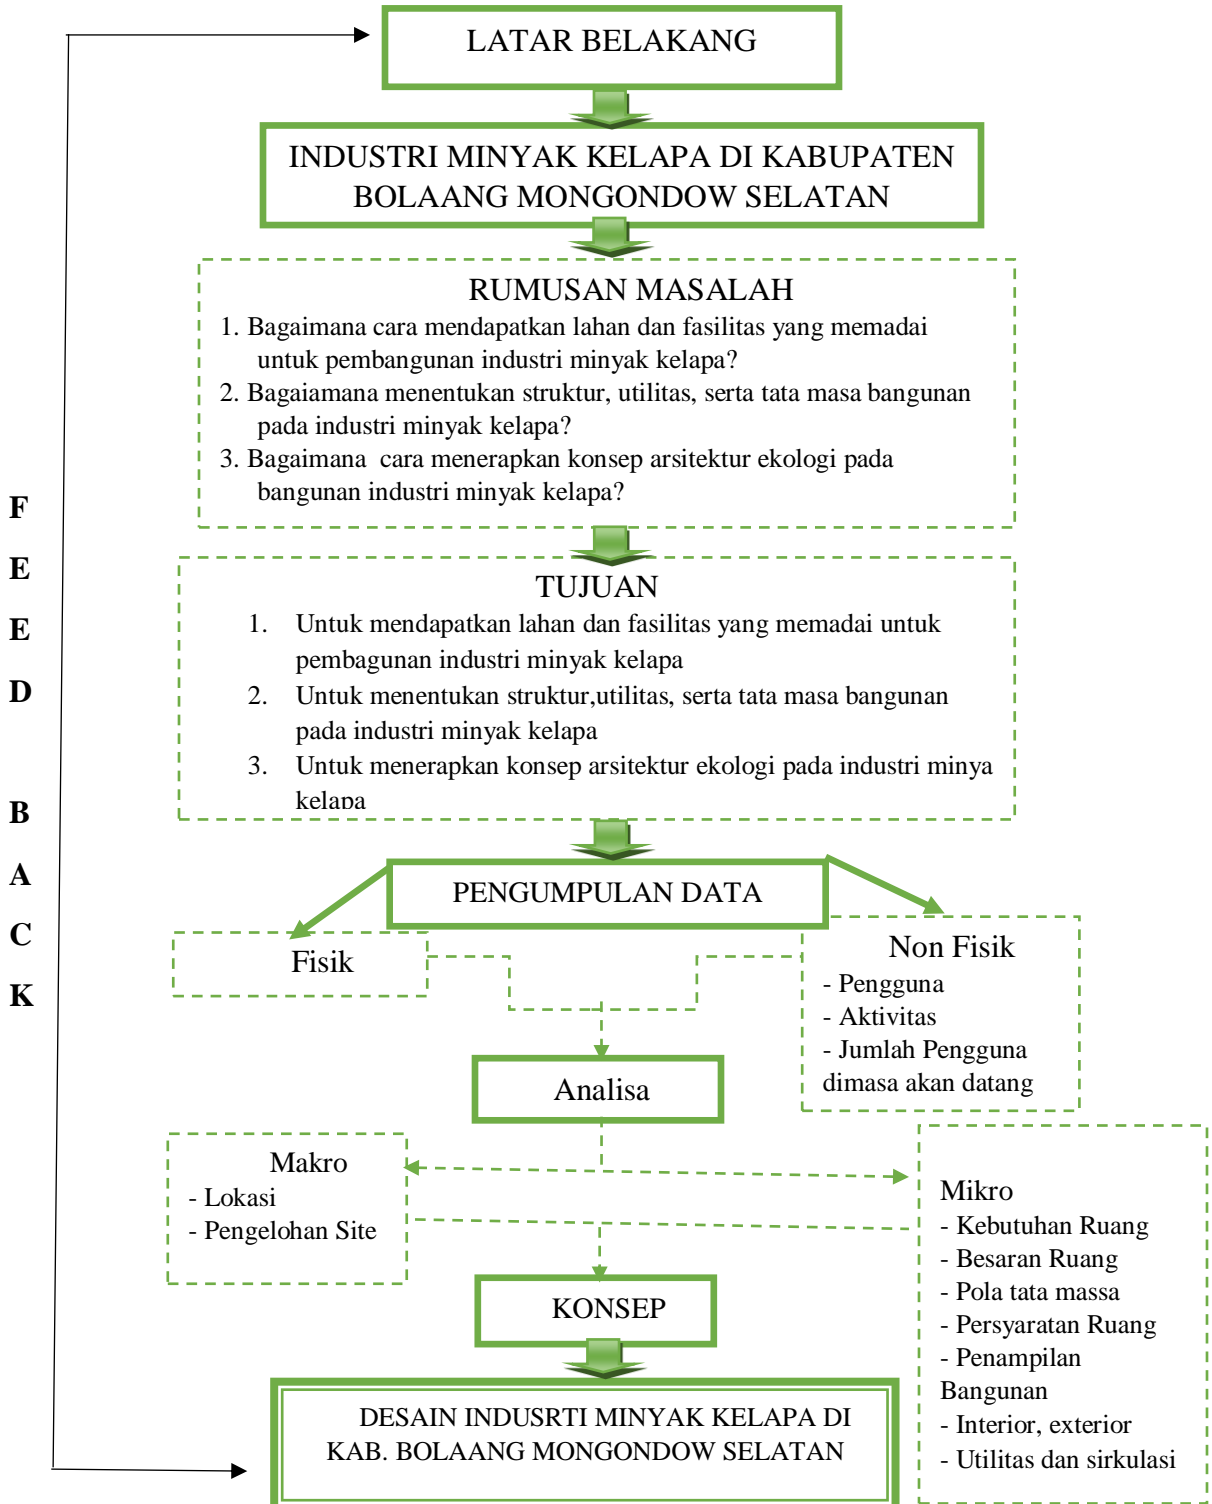 LATAR BELAKANG
INDUSTRI MINYAK KELAPA DI KABUPATEN
BOLAANG MONGONDOW SELATAN
RUMUSAN MASALAH
1. Bagaimana cara mendapatkan lahan dan fasilitas yang memadai
untuk pembangunan industri minyak kelapa?
2. Bagaiamana menentukan struktur, utilitas, serta tata masa bangunan
pada industri minyak kelapa?
3. Bagaimana cara menerapkan konsep arsitektur ekologi pada
bangunan industri minyak kelapa?
TUJUAN
1. Untuk mendapatkan lahan dan fasilitas yang memadai untuk
pembagunan industri minyak kelapa
2. Untuk menentukan struktur,utilitas, serta tata masa bangunan
pada industri minyak kelapa
3. Untuk menerapkan konsep arsitektur ekologi pada industri minya
kelapa
F
E
E
D
B
A
C
K
PENGUMPULAN DATA
Fisik
Non Fisik
- Pengguna
- Aktivitas
- Jumlah Pengguna
dimasa akan datang
Analisa
Makro
- Lokasi
- Pengelohan Site
Mikro
- Kebutuhan Ruang
- Besaran Ruang
- Pola tata massa
- Persyaratan Ruang
- Penampilan
Bangunan
- Interior, exterior
- Utilitas dan sirkulasi
KONSEP
DESAIN INDUSRTI MINYAK KELAPA DI
KAB. BOLAANG MONGONDOW SELATAN